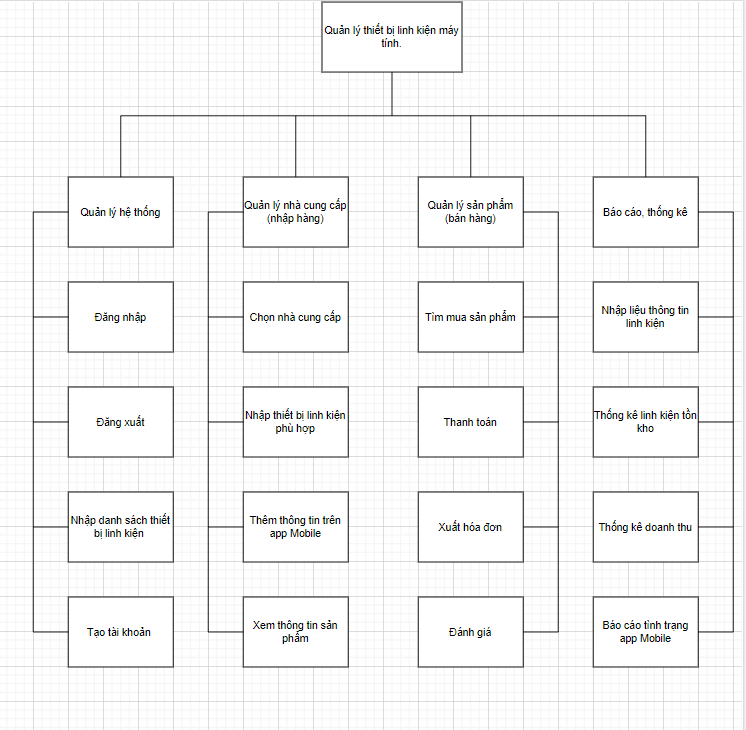 Quản lý thiết bị linh kiện máy
tính.
Quản lý hệ thống
Quản lý nhà cung cấp
(nhập hàng)
Quản lý sản phẩm
(bán hàng)
Báo cáo, thống kê
Đăng nhập
Chọn nhà cung cấp
Tìm mua sản phẩm
Nhập liệu thông tin
linh kiện
Đăng xuất
Nhập thiết bị linh kiện
phù hợp
Thanh toán
Thống kê linh kiện tồn
kho
Nhập danh sách thiết
bị linh kiện
Thêm thông tin trên
app Mobile
Xuất hóa đơn
Thống kê doanh thu
Tạo tài khoản
Xem thông tin sản
phẩm
Đánh giá
Báo cáo tình trạng
app Mobile